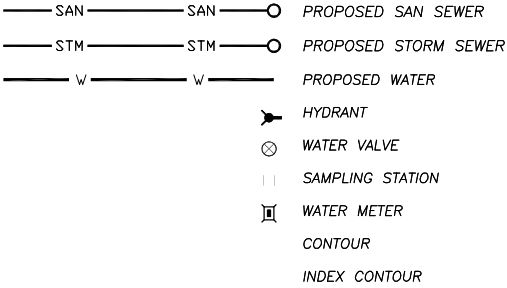 SAN SAN PROPOSED SAN SEWER
STM STM PROPOSED STORM SEWER
W W PROPOSED WATER
HYDRANT
WATER VALVE
SAMPLING STATION
WATER METER
CONTOUR
INDEX CONTOUR